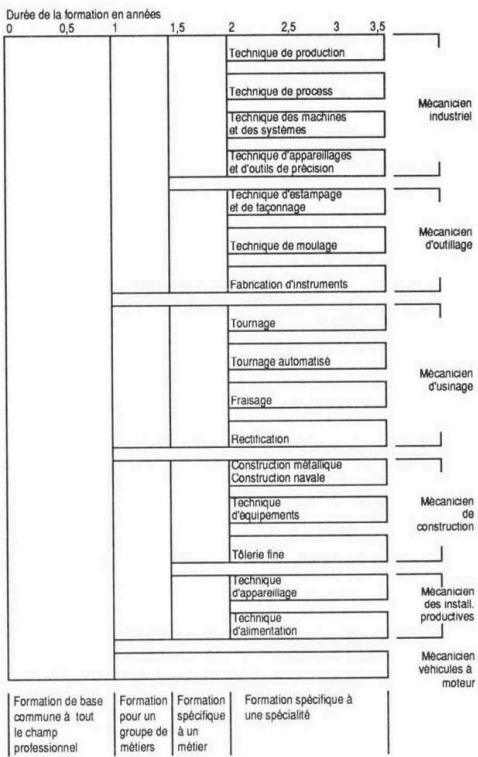 Durée de la formation en années
0 0,5 1 1,5 2 2,5 3 3,5
Technique de production
Technique de process
Technique des machines
et des systèmes
Technique d'appareillages
et d'outils de précision
Mécanicien
industriel
Technique d'estampage
et de façonnage
Technique de moulage
Fabrication d'instruments
Mécanicien
d'outillage
Tournage
Tournage automatisé
Fraisage
Rectification
Mécanicien
d'usinage
Construction métallique
Construction navale
Technique
d'équipements
Tôlerie fine
Mécanicien
de
construction
Technique
d'appareillage
Technique
d'alimentation
Mécanicien
des install.
productives
Mécanicien
véhicules à
moteur
Formation de base
commune à tout
le champ
professionnel
Formation
pour un
groupe de
métiers
Formation
spécifique
à un
métier
Formation spécifique à
une spécialité